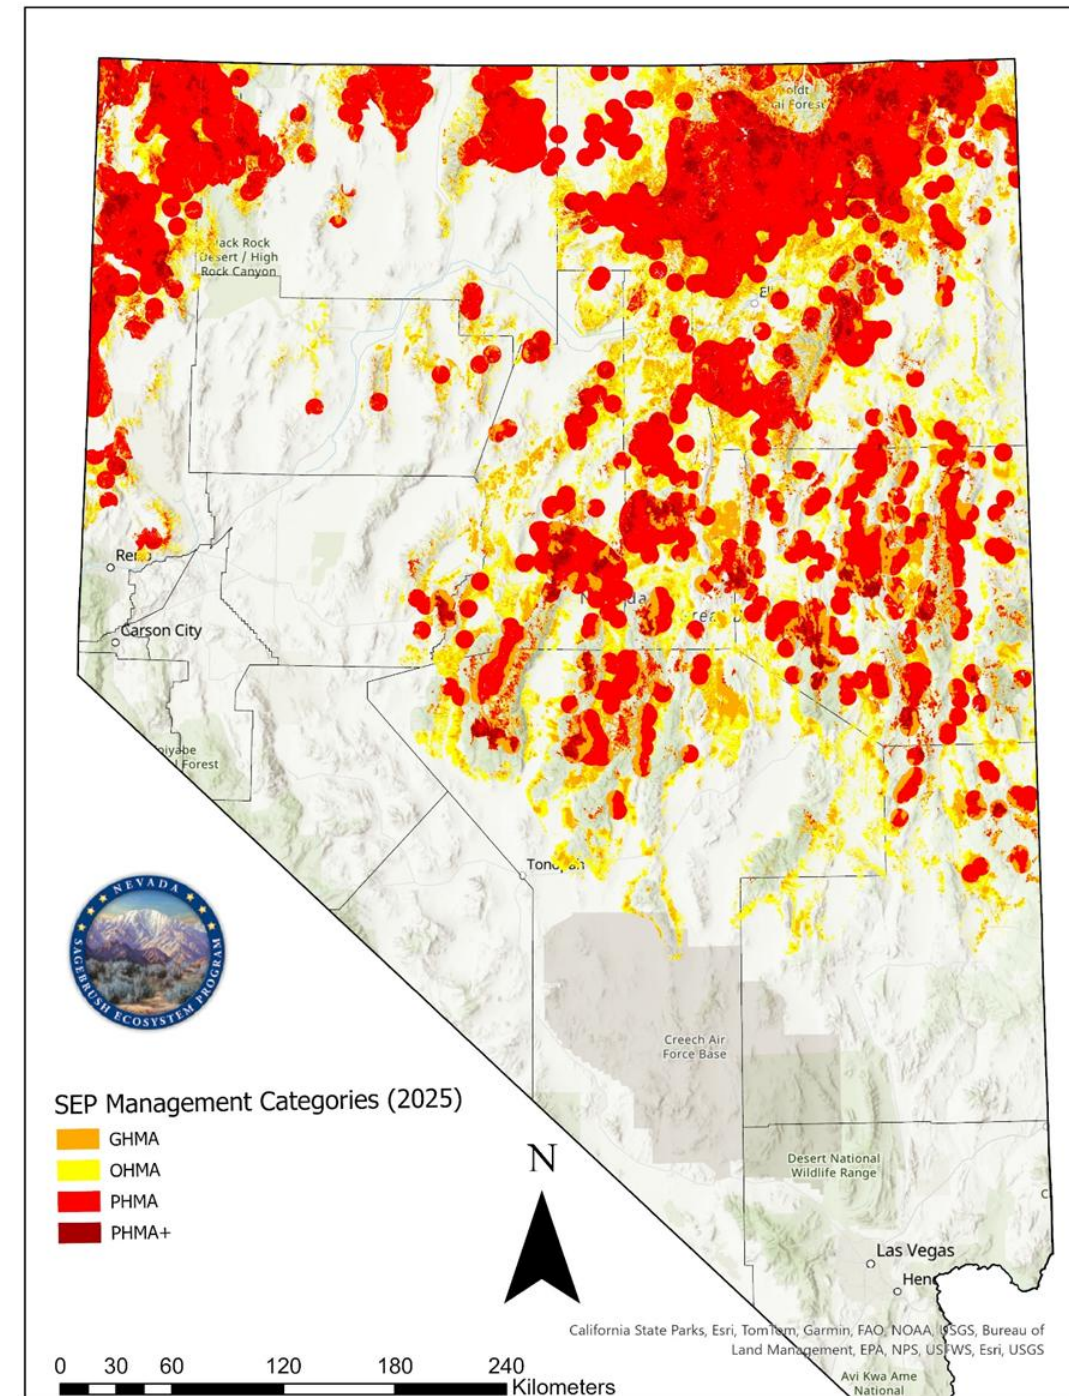 Desert / High
Rock Canyon
Carson City
NEVADA
SAGEBRUSH ECOSYSTEM PROGRAM
Creech Air
Force Base
SEP Management Categories (2025)
GHMA
OHMA
PHMA
PHMA+
N
Desert National
Wildlife Range
Las Vegas
California State Parks, Esri, TomTom, Garmin, FAO, NOAA, USGS, Bureau of
Land Management, EPA, NPS, USFWS, Esri, USGS
Avi Kwa Ame
National
0 30 60 120 180 240
Kilometers